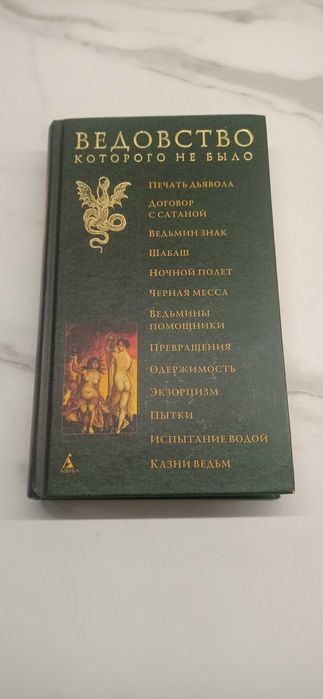 ВЕДОВСТВО
КОТОРОГО НЕ БЫЛО
ПЕЧАТЬ ДЬЯВОЛА
ДОГОВОР
С САТАНОЙ
ВЕДЬМИН ЗНАК
ШАБАШ
НОЧНОЙ ПОЛЕТ
ЧЕРНАЯ МЕССА
ВЕДЬМИНЫ
ПОМОЩНИКИ
ПРЕВРАЩЕНИЯ
ОДЕРЖИМОСТЬ
ЭКЗОРЦИЗМ
ПЫТКИ
ИСПЫТАНИЕ ВОДОЙ
КАЗНИ ВЕДЬМ
АЗБУКА